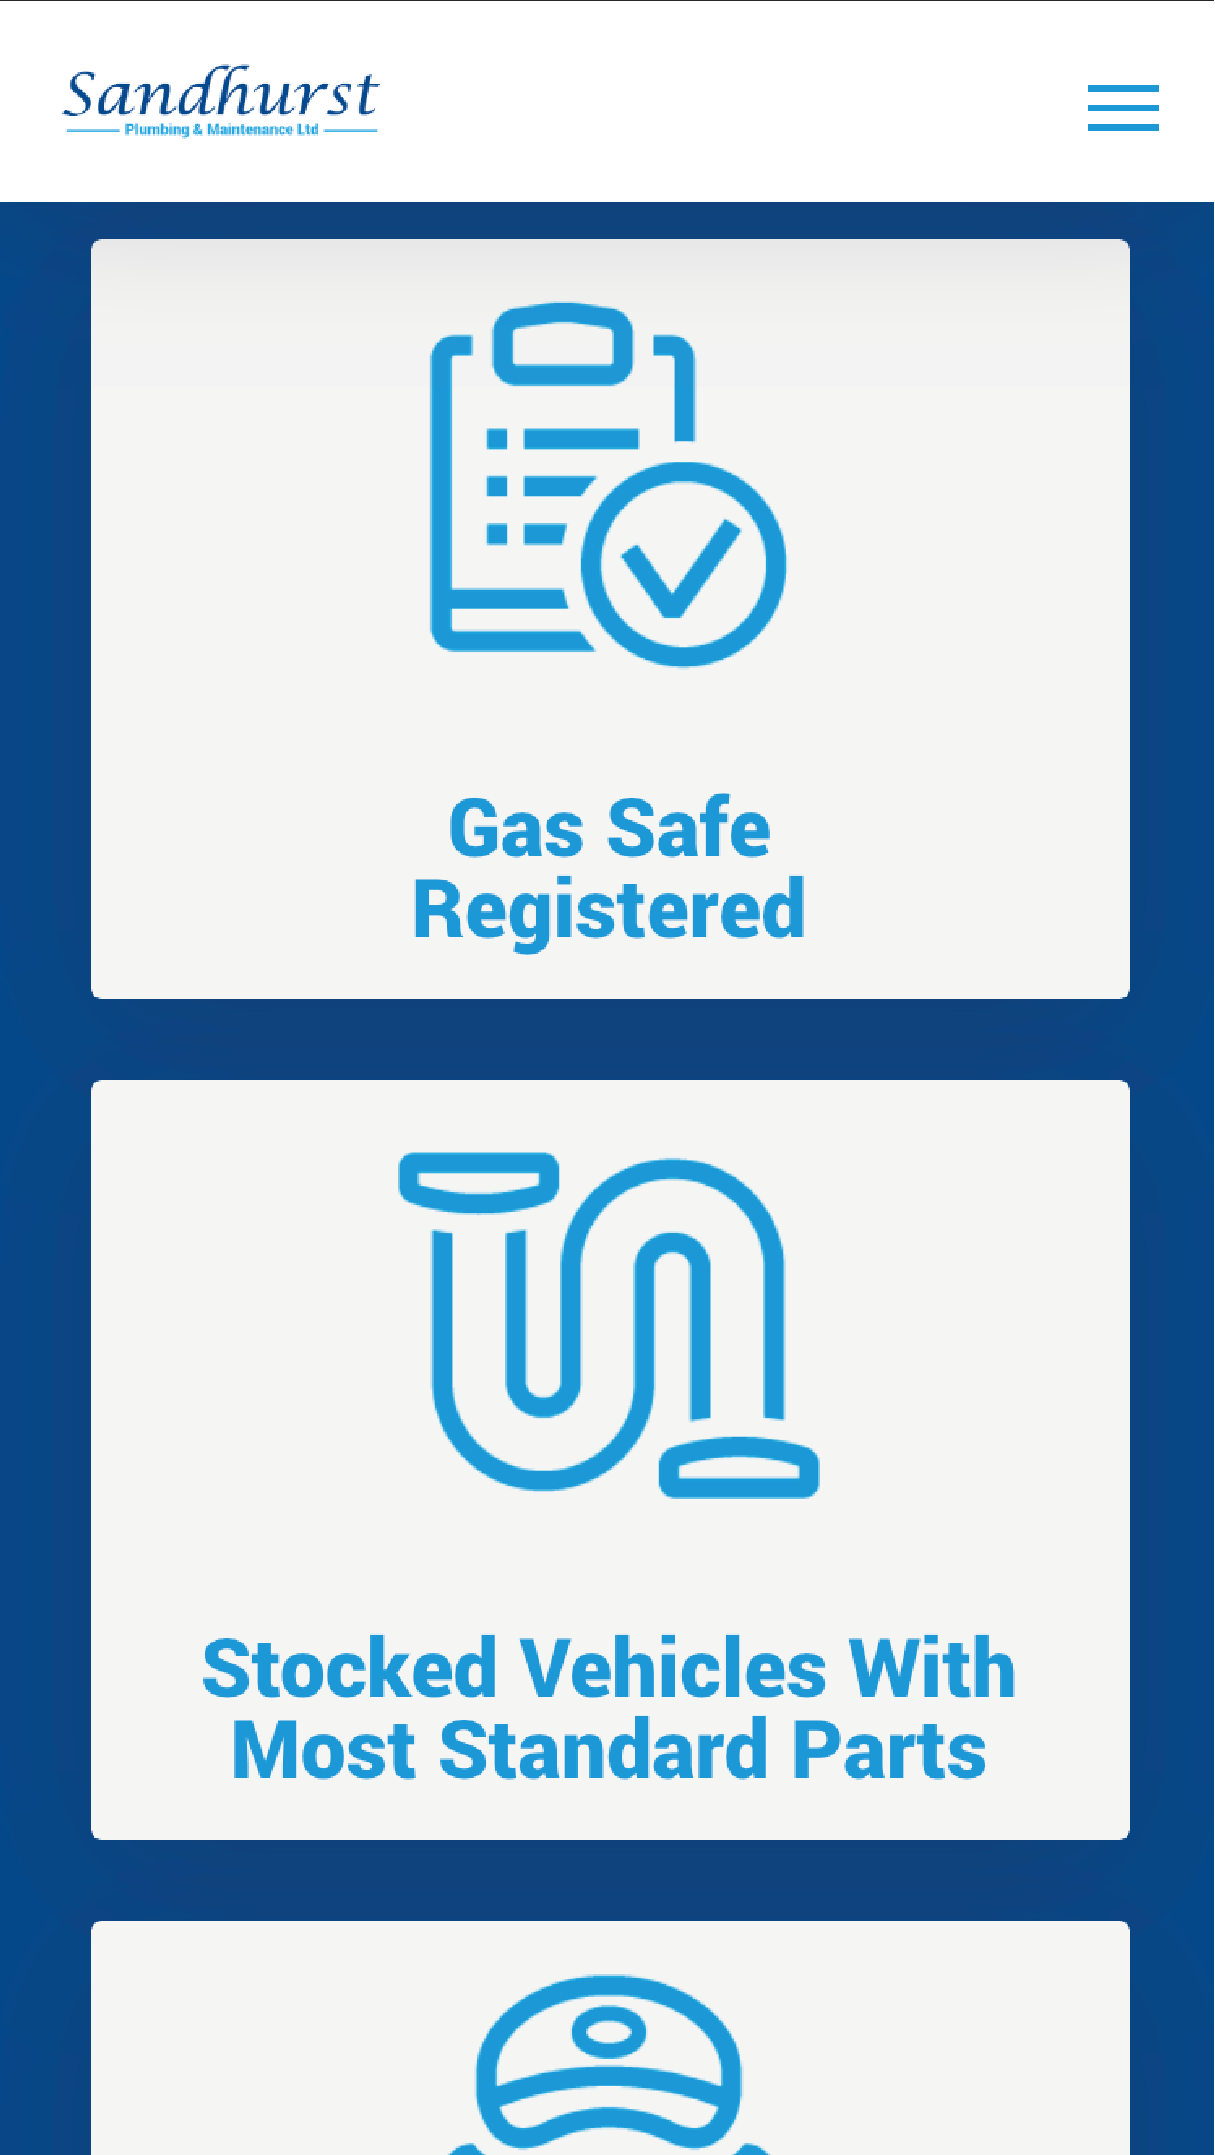 Sandhurst
Plumbing & Maintenance Ltd
Gas Safe
Registered
Stocked Vehicles With
Most Standard Parts